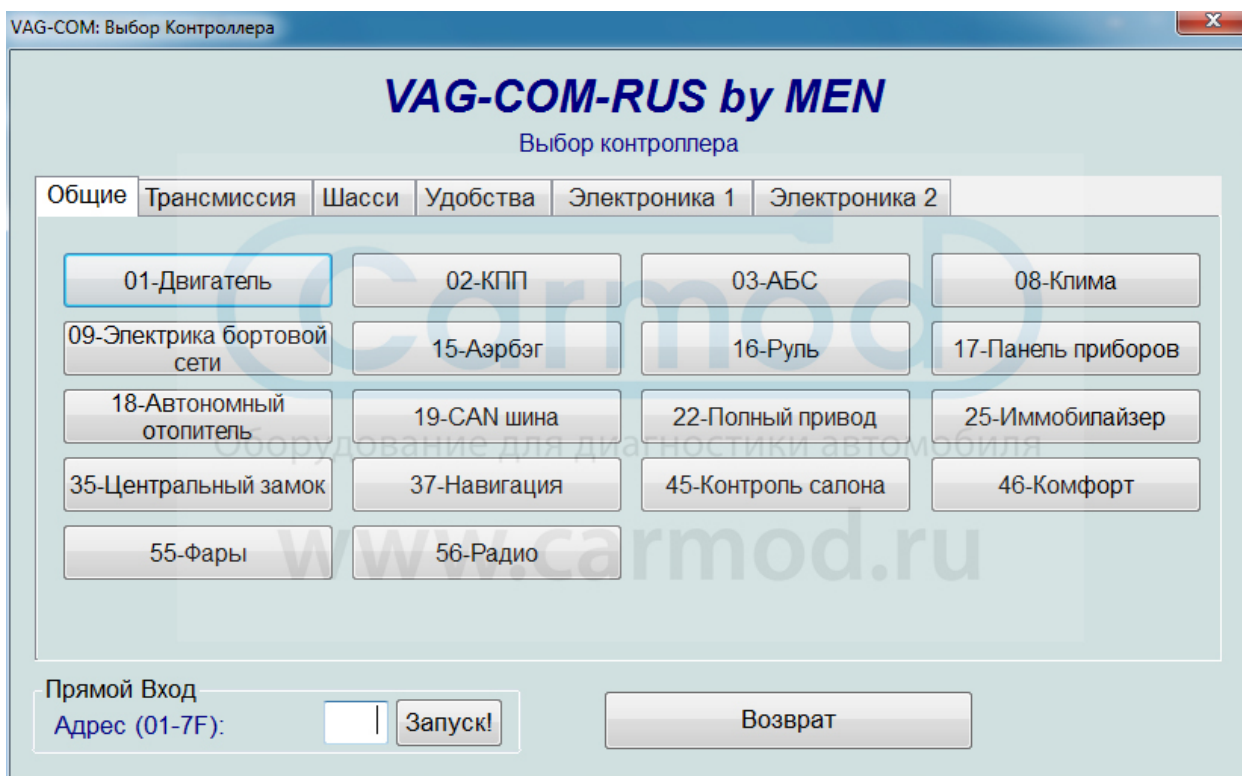 VAG-COM: Выбор Контроллера
VAG-COM-RUS by MEN
Выбор контроллера
Общие Трансмиссия Шасси Удобства Электроника 1 Электроника 2
01-Двигатель 02-КПП 03-АБС 08-Клима
09-Электрика бортовой сети 15-Аэрбэг 16-Руль 17-Панель приборов
18-Автономный отопитель 19-CAN шина 22-Полный привод 25-Иммобилайзер
Carmod
Оборудование для диагностики автомобиля
35-Центральный замок 37-Навигация 45-Контроль салона 46-Комфорт
55-Фары 56-Радио
www.carmod.ru
Прямой Вход
Адрес (01-7F): Запуск! Возврат